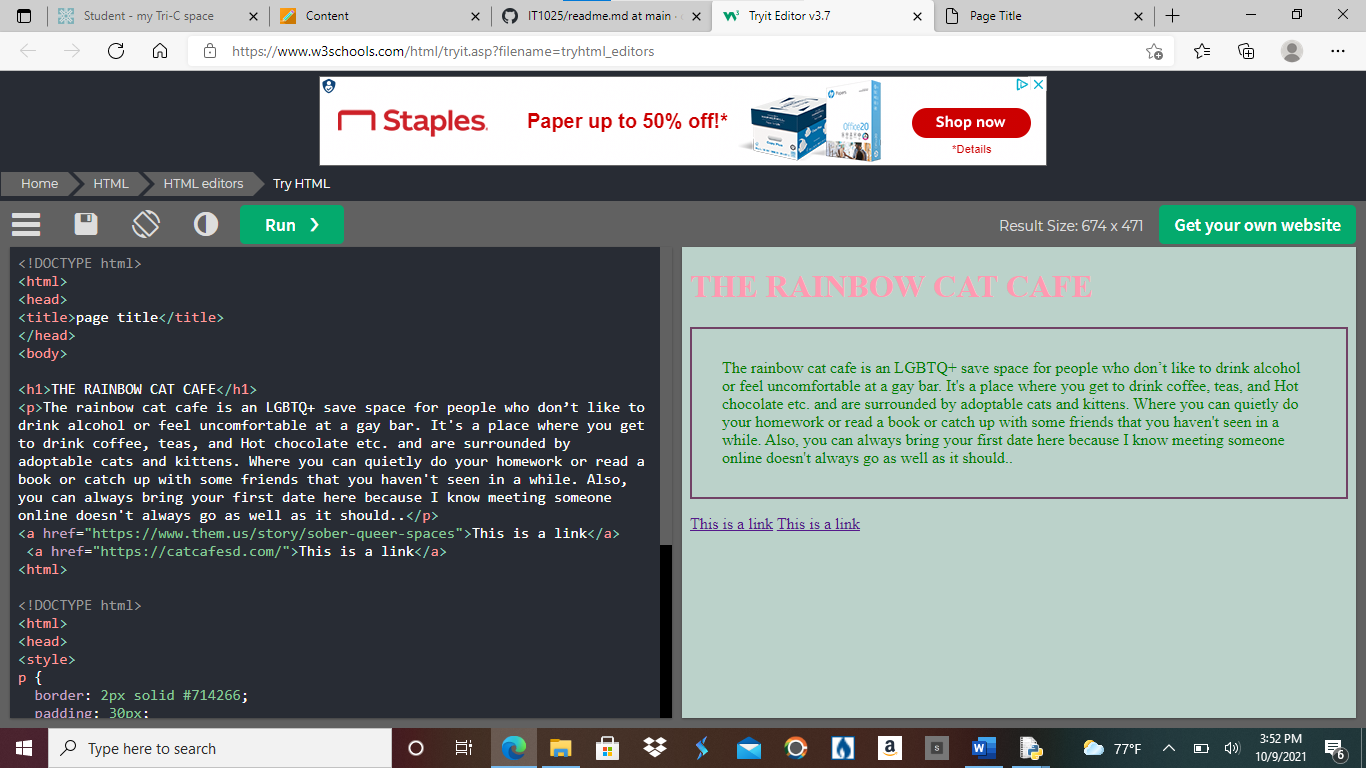 Student - my Tri-C space
Content
IT1025/readme.md at main ·
Tryit Editor v3.7
Page Title
https://www.w3schools.com/html/tryit.asp?filename=tryhtml_editors
Staples.
Paper up to 50% off!*
hp Papers
Office20
Shop now
*Details
Home
HTML
HTML editors
Try HTML
Run ❯
Result Size: 674 x 471
Get your own website
<!DOCTYPE html>
<html>
<head>
<title>page title</title>
</head>
<body>
<h1>THE RAINBOW CAT CAFE</h1>
<p>The rainbow cat cafe is an LGBTQ+ save space for people who don’t like to
drink alcohol or feel uncomfortable at a gay bar. It's a place where you get
to drink coffee, teas, and Hot chocolate etc. and are surrounded by
adoptable cats and kittens. Where you can quietly do your homework or read a
book or catch up with some friends that you haven't seen in a while. Also,
you can always bring your first date here because I know meeting someone
online doesn't always go as well as it should..</p>
<a href="https://www.them.us/story/sober-queer-spaces">This is a link</a>
<a href="https://catcafesd.com/">This is a link</a>
<html>
<!DOCTYPE html>
<html>
<head>
<style>
p {
border: 2px solid #714266;
padding: 30px;
THE RAINBOW CAT CAFE
The rainbow cat cafe is an LGBTQ+ save space for people who don’t like to drink alcohol
or feel uncomfortable at a gay bar. It's a place where you get to drink coffee, teas, and Hot
chocolate etc. and are surrounded by adoptable cats and kittens. Where you can quietly do
your homework or read a book or catch up with some friends that you haven't seen in a
while. Also, you can always bring your first date here because I know meeting someone
online doesn't always go as well as it should..
This is a link This is a link
Type here to search
77°F
3:52 PM
10/9/2021
6